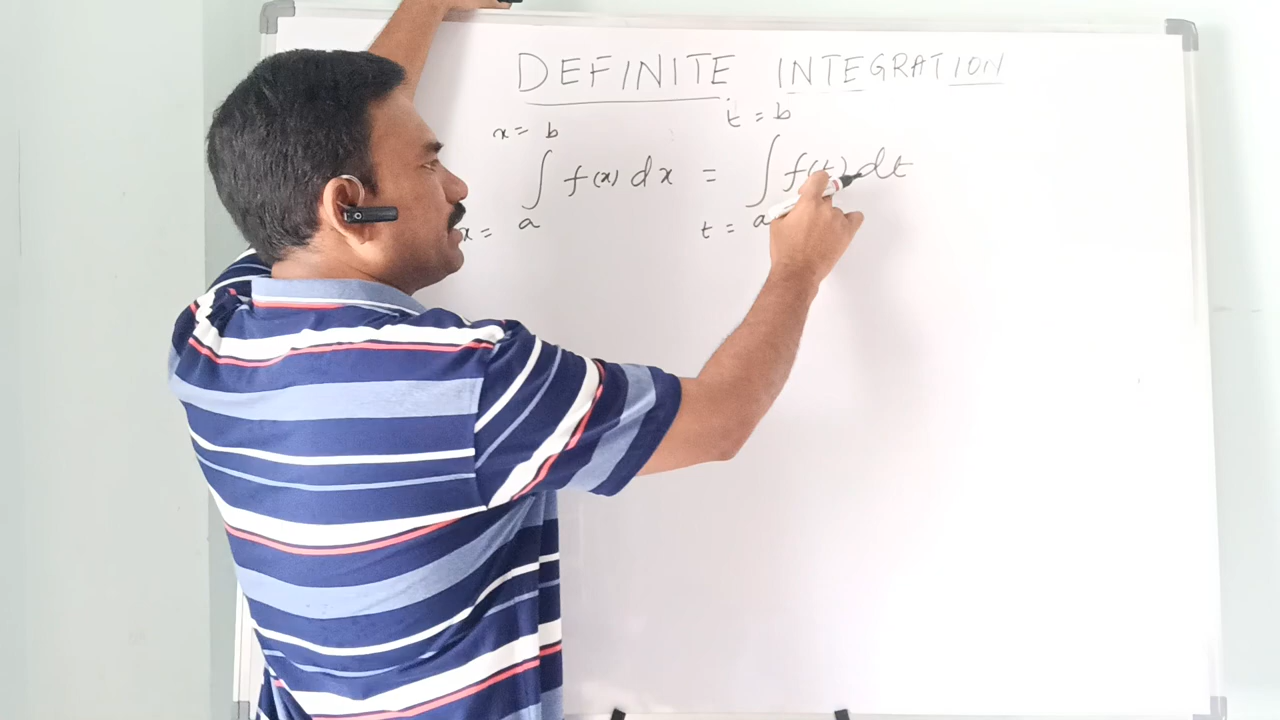 DEFINITE INTEGRATION
x = b t = b
∫ f(x) dx = ∫ f(t) dt
x = a t = a